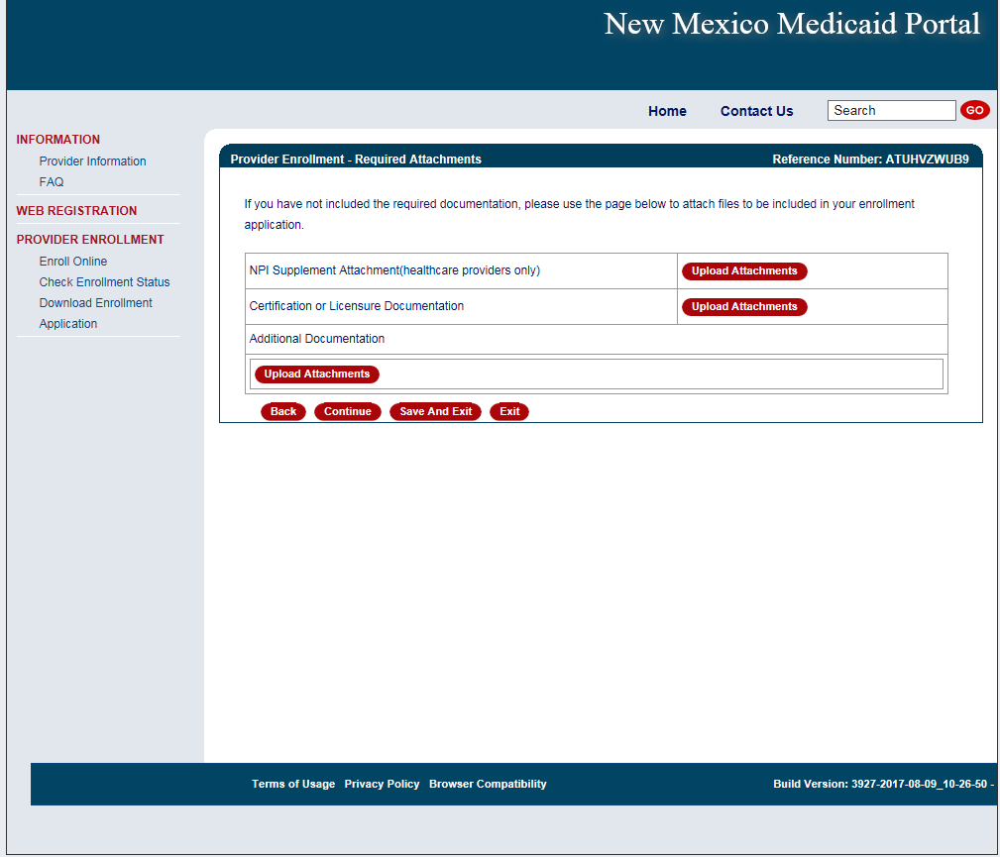 New Mexico Medicaid Portal
Home Contact Us Search GO
INFORMATION
Provider Information
FAQ
WEB REGISTRATION
PROVIDER ENROLLMENT
Enroll Online
Check Enrollment Status
Download Enrollment
Application
Provider Enrollment - Required Attachments Reference Number: ATUHVZWUB9
If you have not included the required documentation, please use the page below to attach files to be included in your enrollment
application.
NPI Supplement Attachment(healthcare providers only) Upload Attachments
Certification or Licensure Documentation Upload Attachments
Additional Documentation
Upload Attachments
Back Continue Save And Exit Exit
Terms of Usage Privacy Policy Browser Compatibility Build Version: 3927-2017-08-09_10-26-50 -